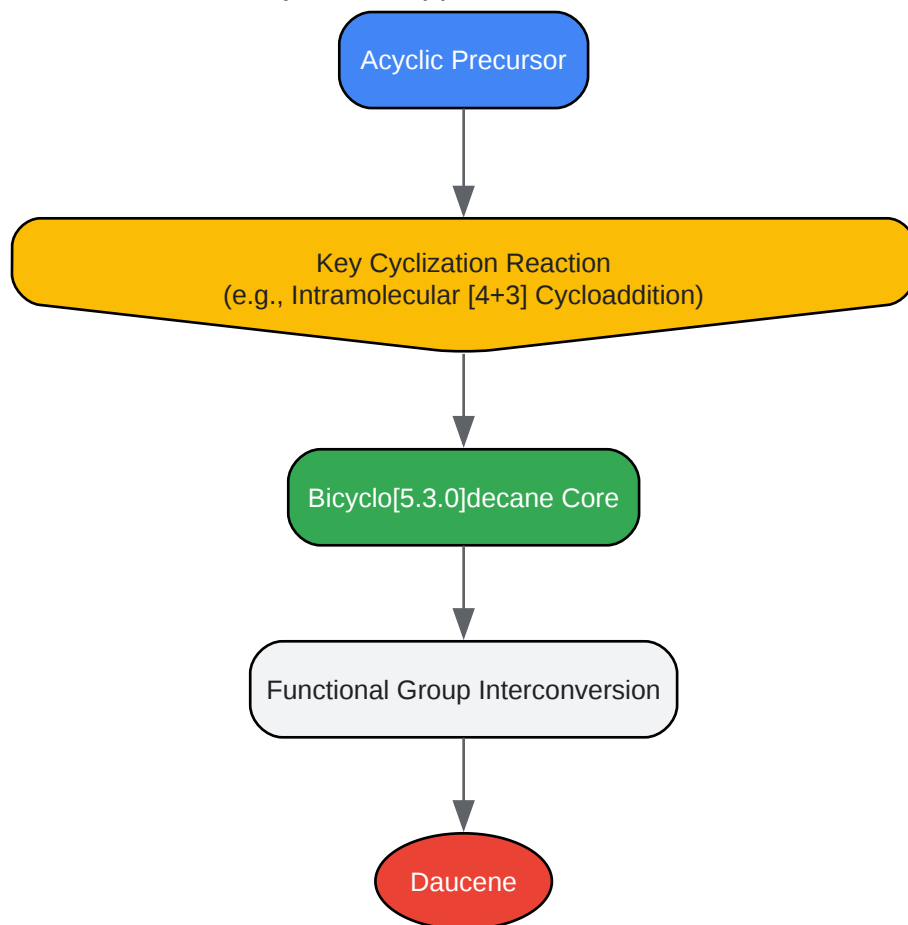 Acyclic Precursor
Key Cyclization Reaction
(e.g., Intramolecular [4+3] Cycloaddition)
Bicyclo[5.3.0]decane Core
Functional Group Interconversion
Daucene